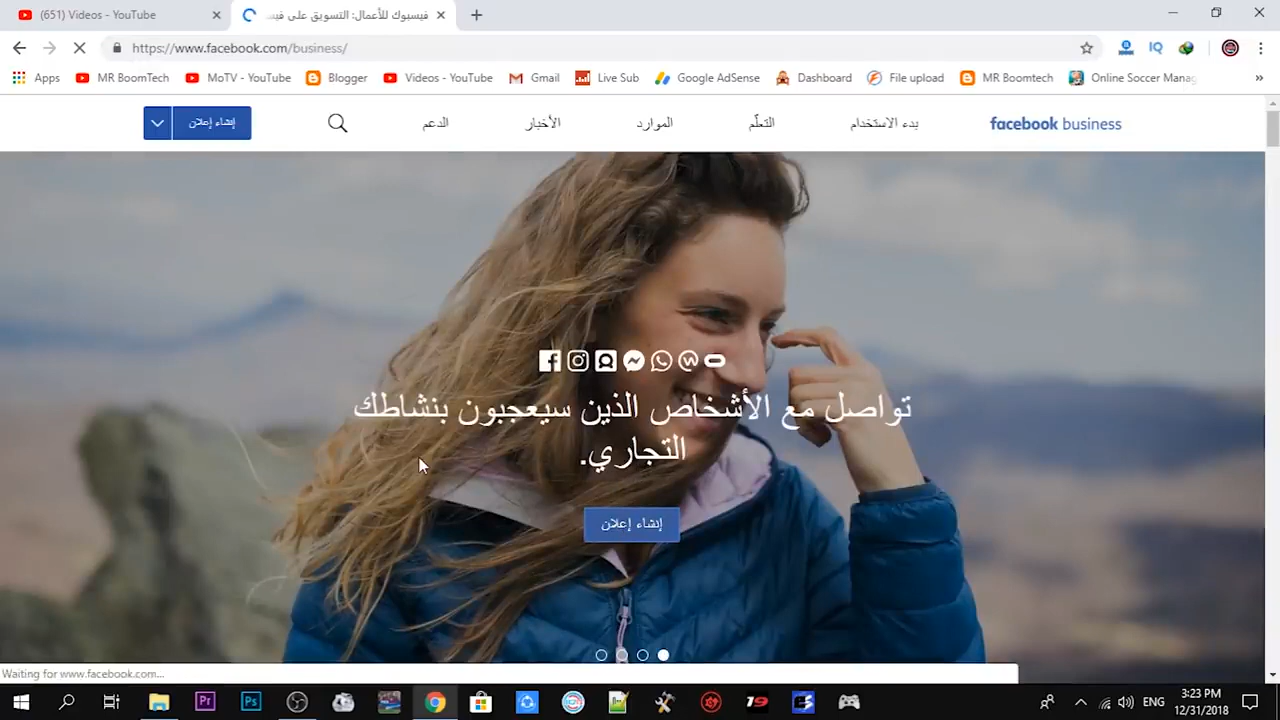 (651) Videos - YouTube
فيسبوك للأعمال: التسويق على فيس
https://www.facebook.com/business/
Apps
MR BoomTech
MoTV - YouTube
Blogger
Videos - YouTube
Gmail
Live Sub
Google AdSense
Dashboard
File upload
MR Boomtech
Online Soccer Manag
facebook business
بدء الاستخدام
التعلّم
الموارد
الأخبار
الدعم
إنشاء إعلان
تواصل مع الأشخاص الذين سيعجبون بنشاطك
التجاري.
إنشاء إعلان
Waiting for www.facebook.com...
ENG
3:23 PM
12/31/2018